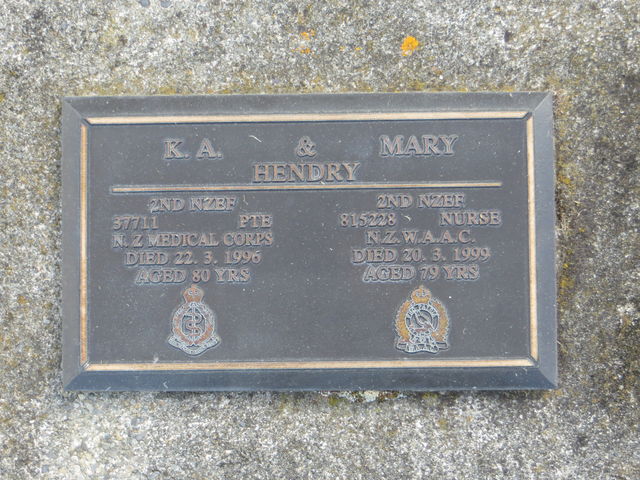 K. A. & MARY
HENDRY
2ND NZEF
37711 PTE
N. Z MEDICAL CORPS
DIED 22. 3. 1996
AGED 80 YRS
2ND NZEF
815228 NURSE
N.Z.W.A.A.C.
DIED 20. 3. 1999
AGED 79 YRS